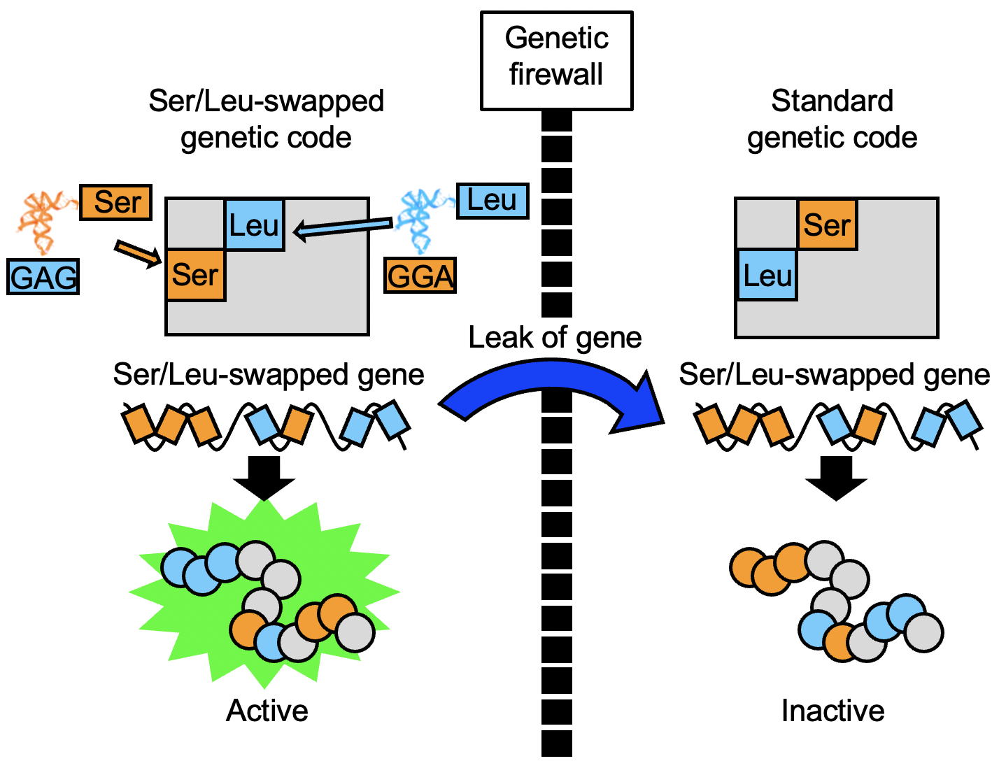 Genetic
firewall
Ser/Leu-swapped
genetic code
Standard
genetic code
Ser
Leu
Leu
Ser
GAG
GGA
Ser
Leu
Leak of gene
Ser/Leu-swapped gene
Ser/Leu-swapped gene
Active
Inactive